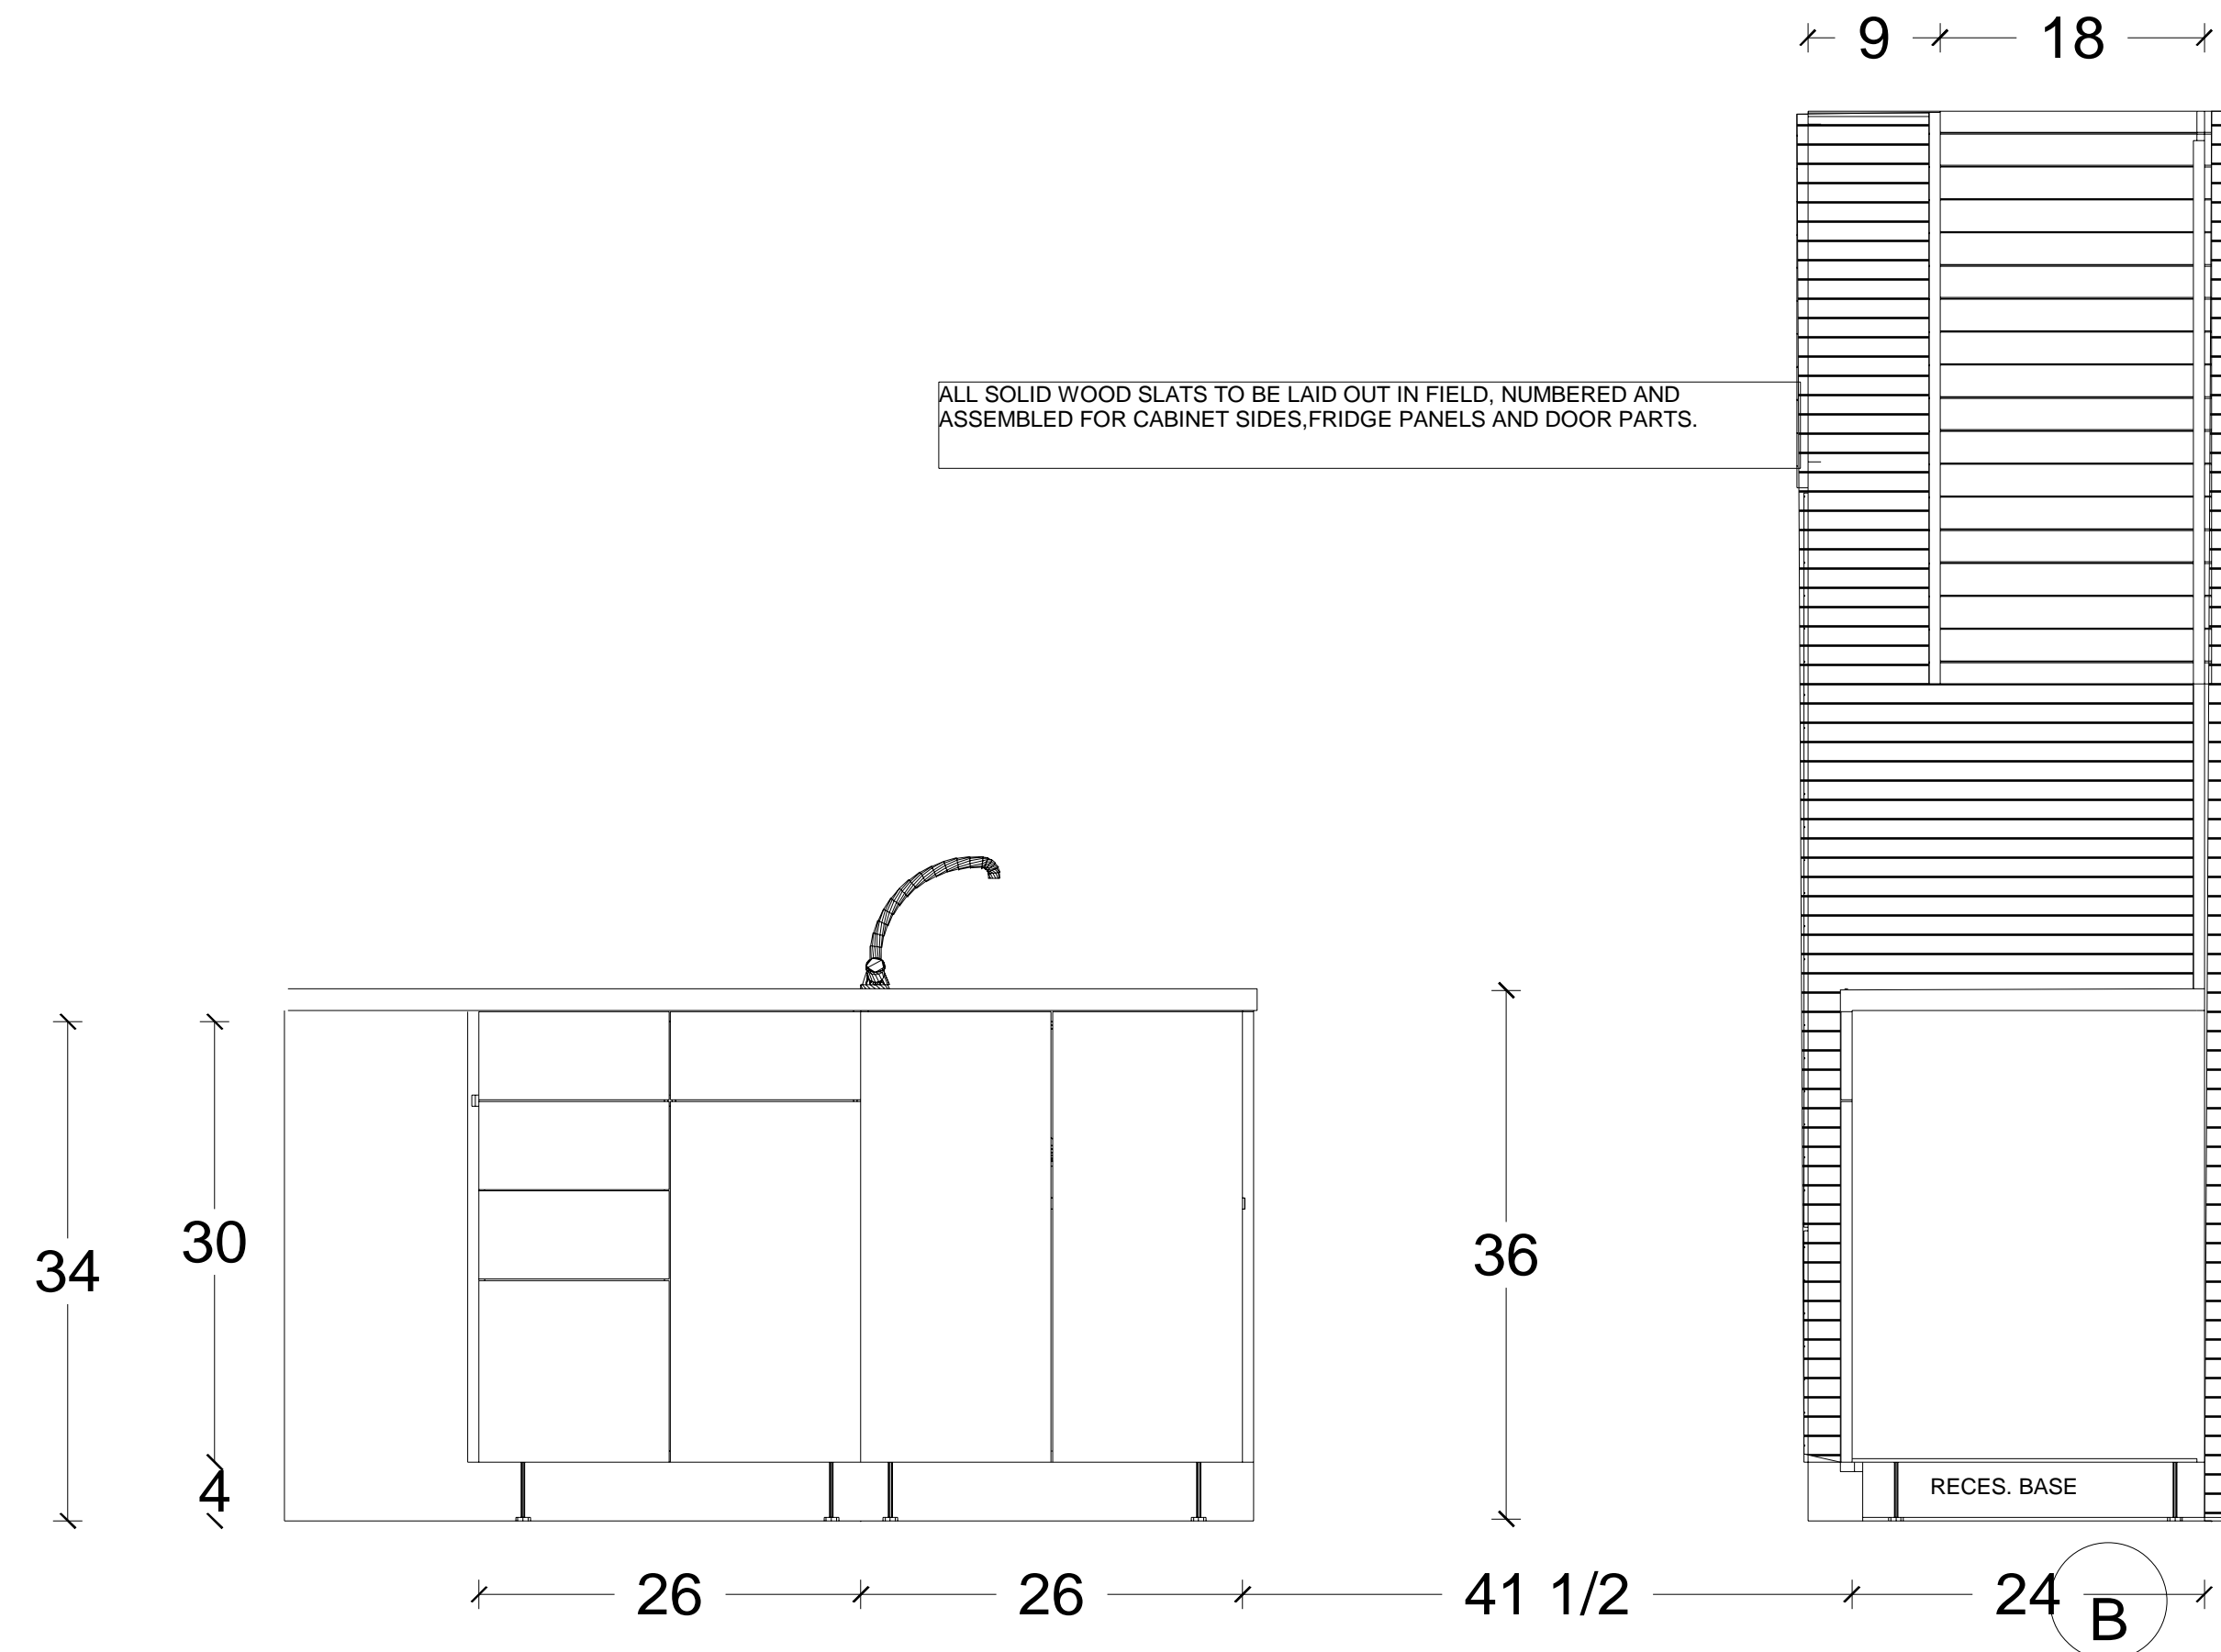 9 18
ALL SOLID WOOD SLATS TO BE LAID OUT IN FIELD, NUMBERED AND
ASSEMBLED FOR CABINET SIDES,FRIDGE PANELS AND DOOR PARTS.
34
30
36
4
RECES. BASE
26 26 41 1/2 24
B